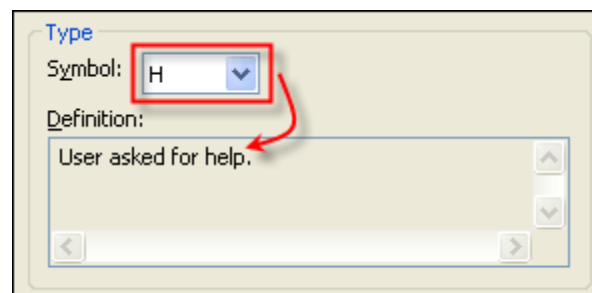 Type
Symbol: H
Definition:
User asked for help.